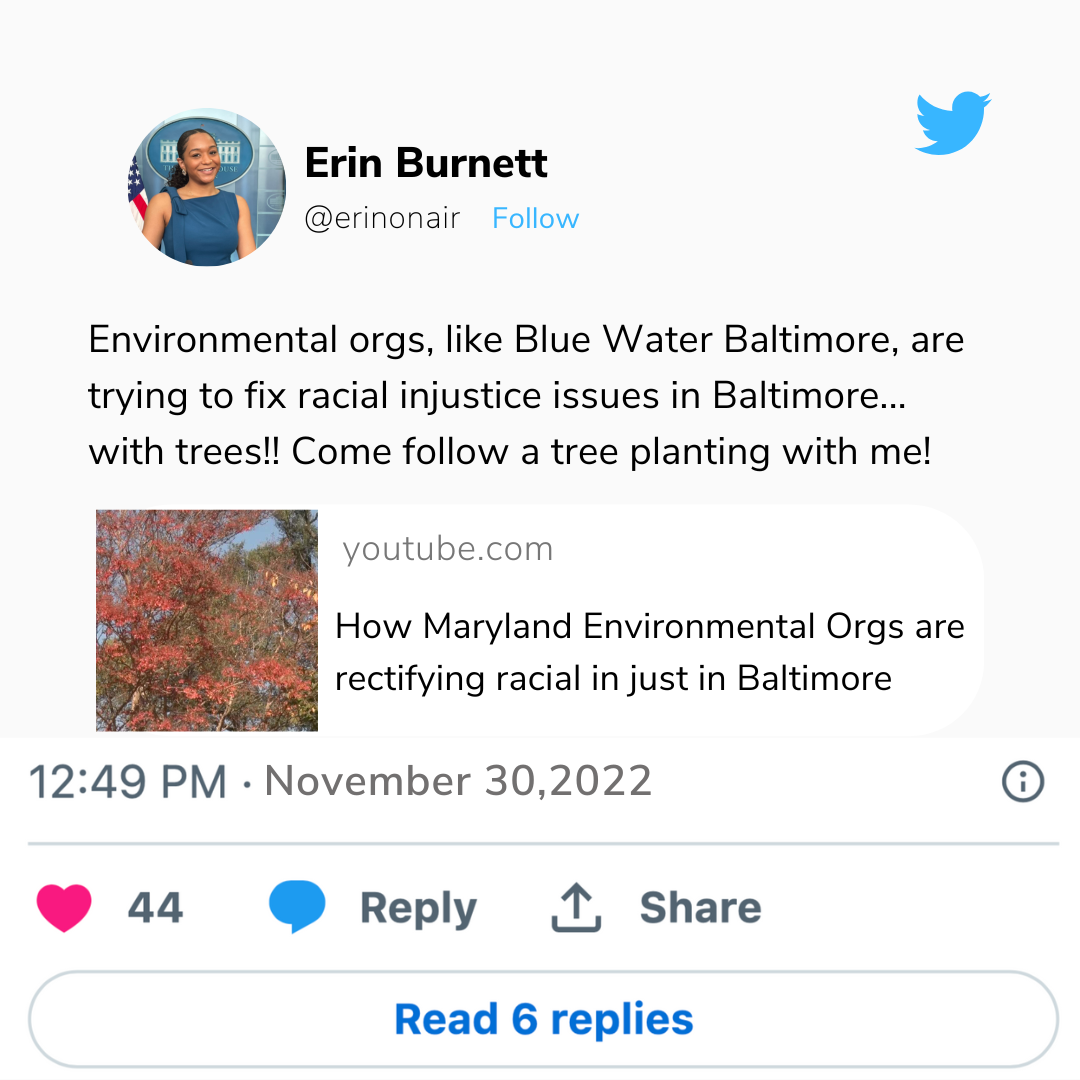 Erin Burnett
@erinonair Follow
Environmental orgs, like Blue Water Baltimore, are
trying to fix racial injustice issues in Baltimore...
with trees!! Come follow a tree planting with me!
youtube.com
How Maryland Environmental Orgs are
rectifying racial in just in Baltimore
12:49 PM · November 30,2022
44 Reply Share
Read 6 replies